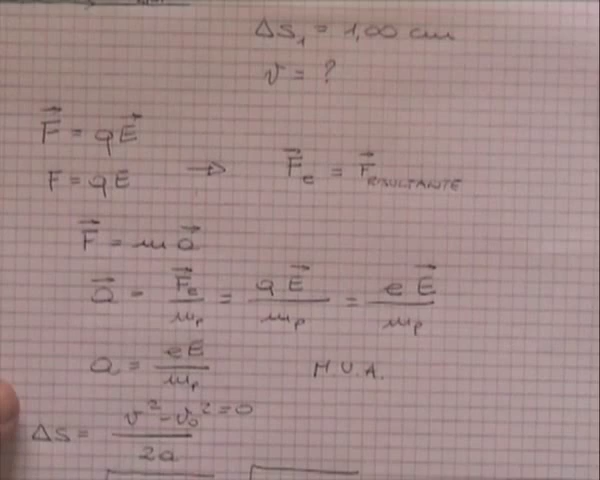 ΔS₁ = 1,00 cm
v = ?
F⃗ = qE⃗
F = qE → F⃗e = F⃗RISULTANTE
F⃗ = m a⃗
a⃗ = F⃗e / mp = qE⃗ / mp = eE⃗ / mp
a = eE / mp M.U.A.
ΔS = (v² - v₀² = 0) / 2a